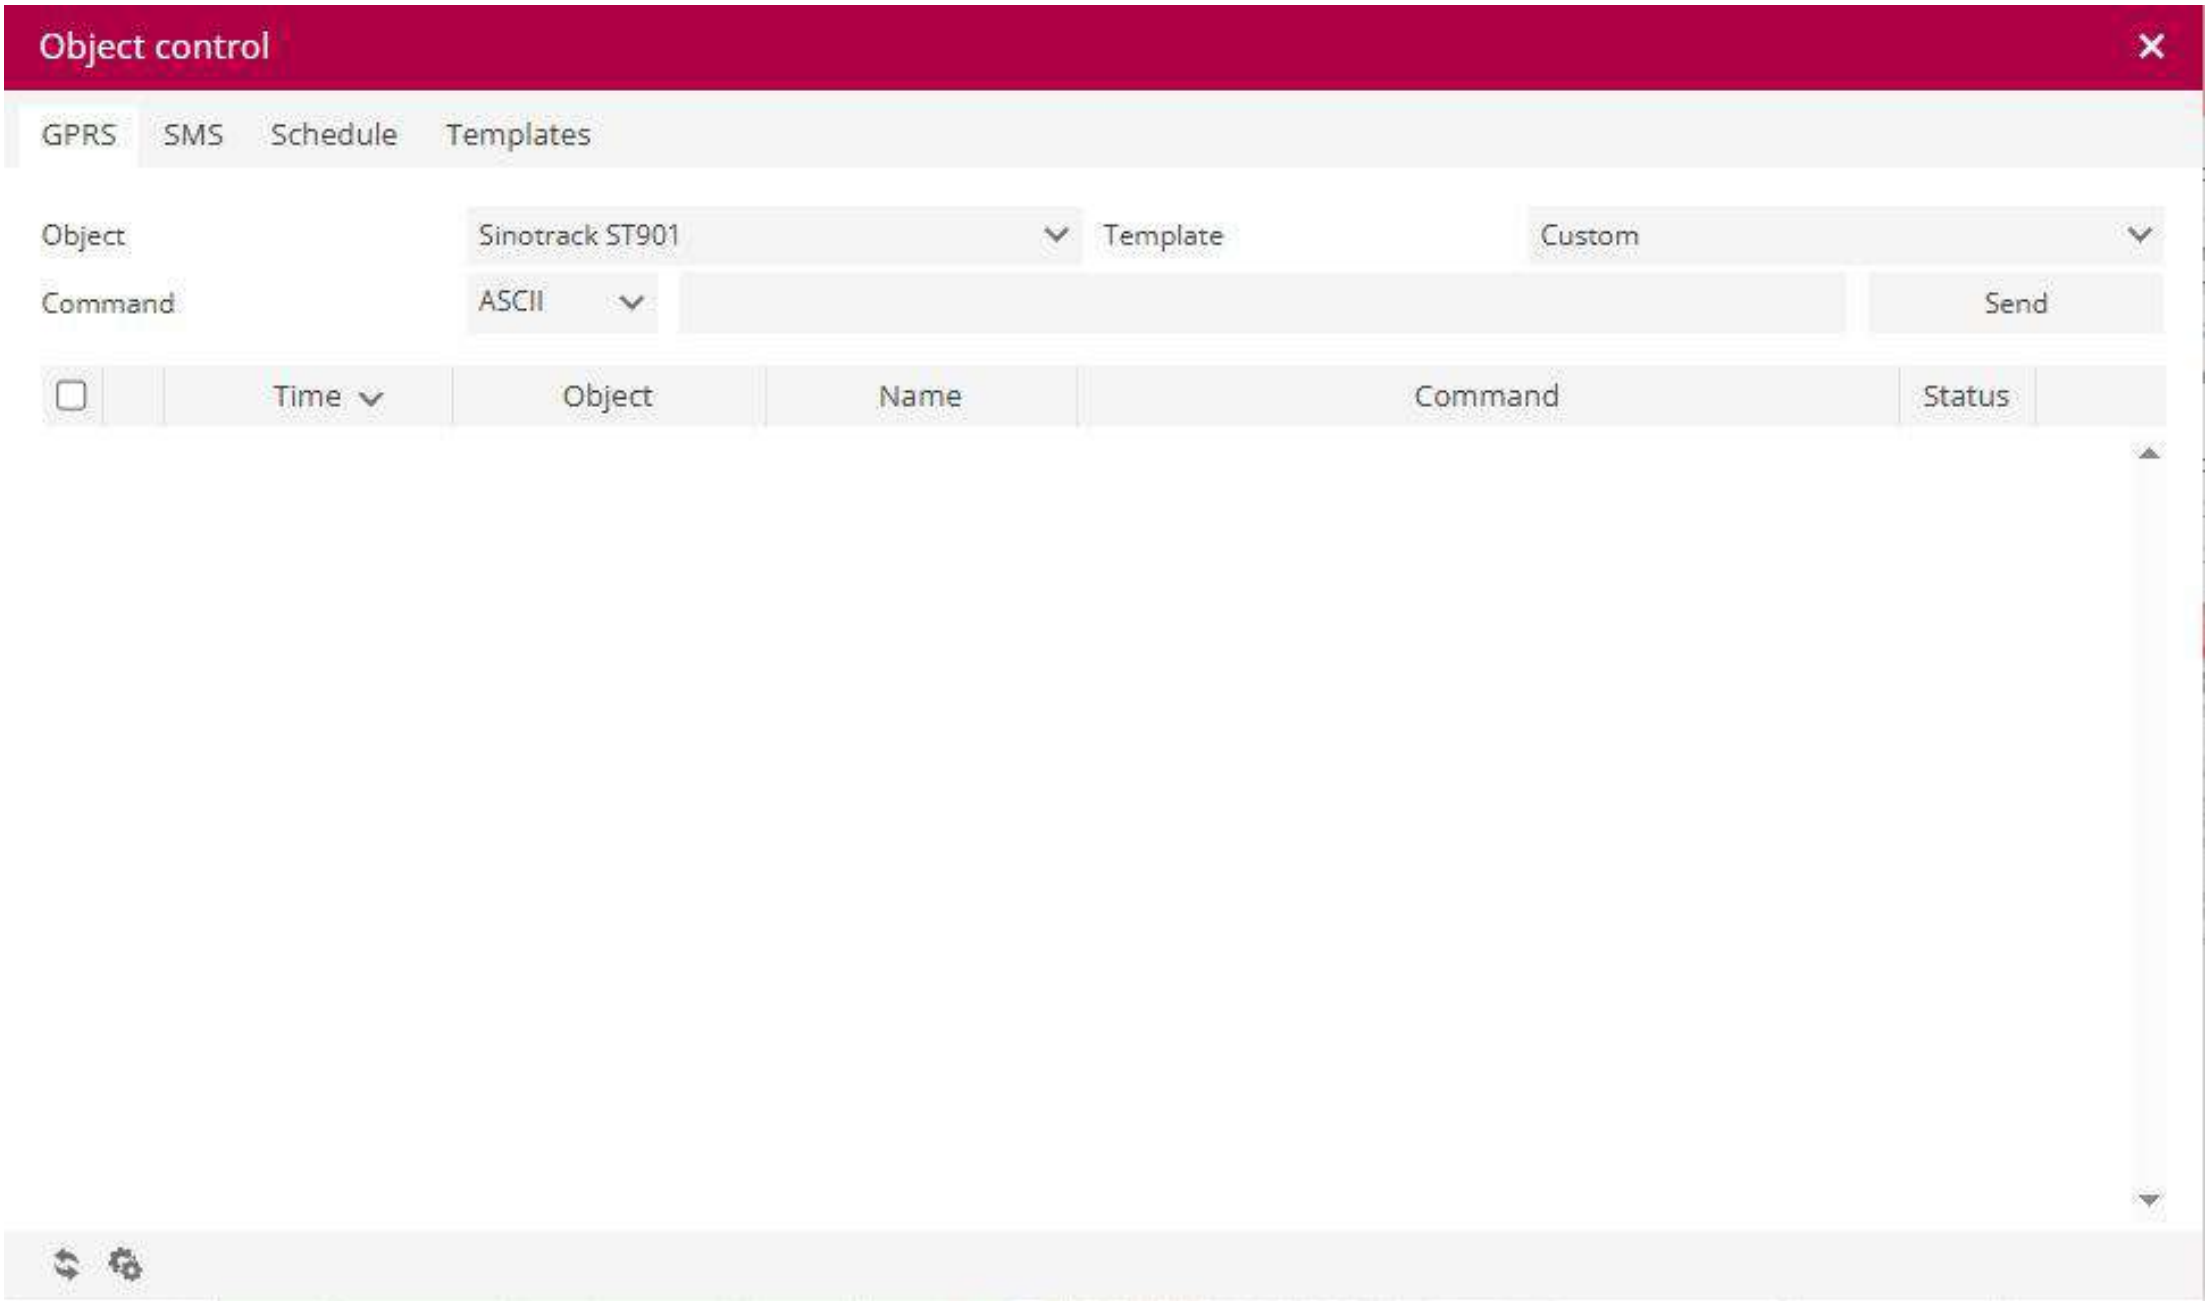 Object control
GPRS SMS Schedule Templates
Object Sinotrack ST901 Template Custom
Command ASCII Send
Time Object Name Command Status